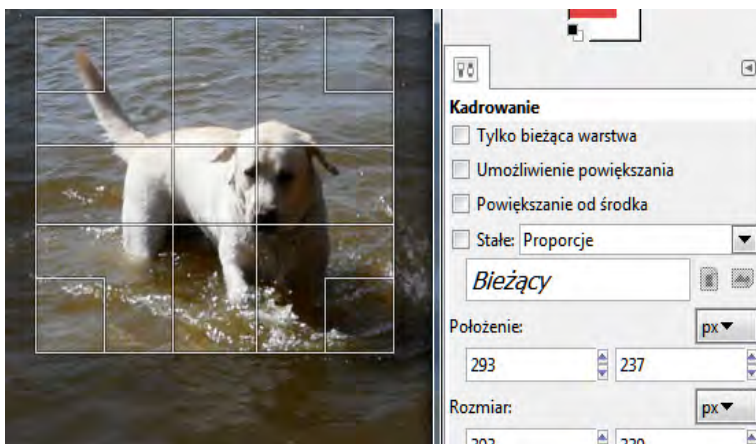 Kadrowanie
Tylko bieżąca warstwa
Umożliwienie powiększania
Powiększanie od środka
Stałe: Proporcje
Bieżący
Położenie: px
293 237
Rozmiar: px